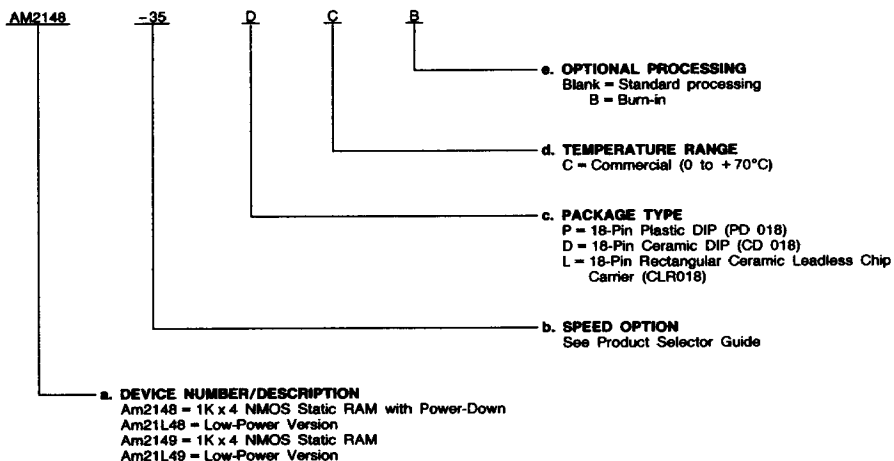 AM2148 -35 D C B
e. OPTIONAL PROCESSING
Blank = Standard processing
B = Burn-in
d. TEMPERATURE RANGE
C = Commercial (0 to +70°C)
c. PACKAGE TYPE
P = 18-Pin Plastic DIP (PD 018)
D = 18-Pin Ceramic DIP (CD 018)
L = 18-Pin Rectangular Ceramic Leadless Chip
Carrier (CLR018)
b. SPEED OPTION
See Product Selector Guide
a. DEVICE NUMBER/DESCRIPTION
Am2148 = 1K x 4 NMOS Static RAM with Power-Down
Am21L48 = Low-Power Version
Am2149 = 1K x 4 NMOS Static RAM
Am21L49 = Low-Power Version